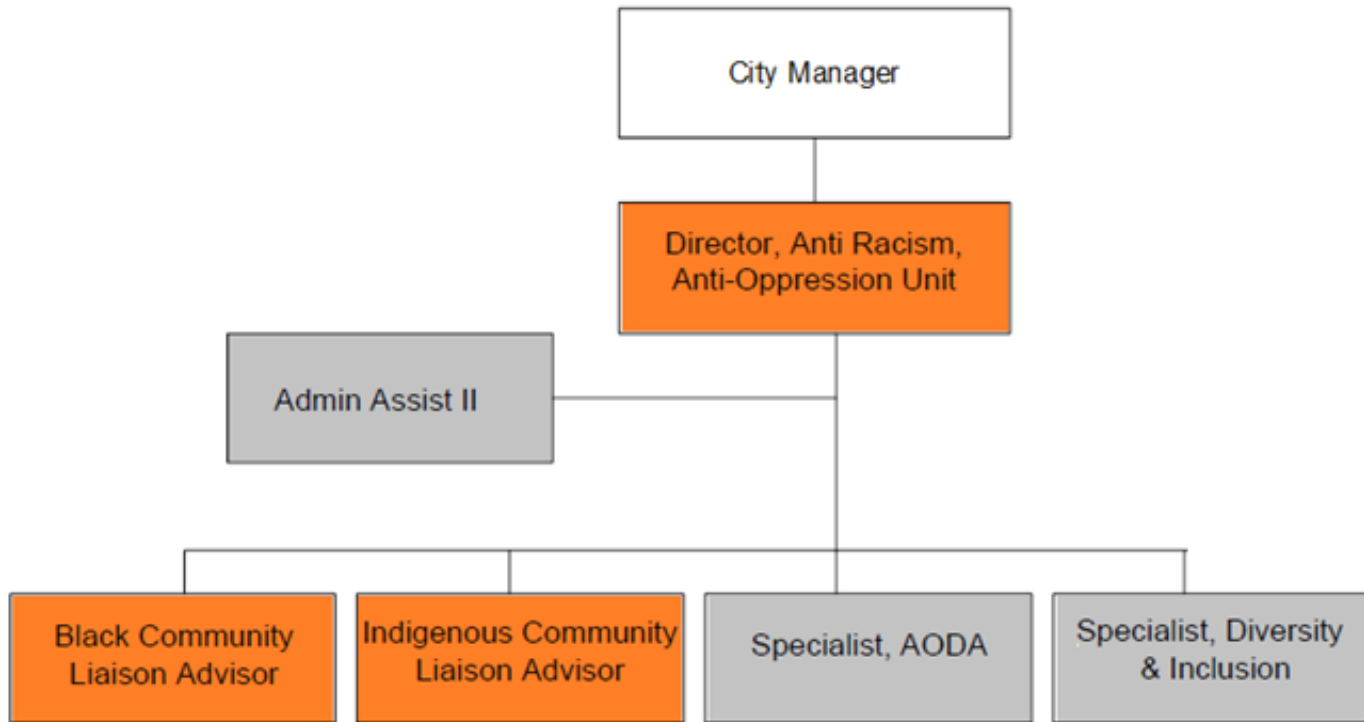 City Manager
Director, Anti Racism,
Anti-Oppression Unit
Admin Assist II
Black Community
Liaison Advisor
Indigenous Community
Liaison Advisor
Specialist, AODA
Specialist, Diversity
& Inclusion